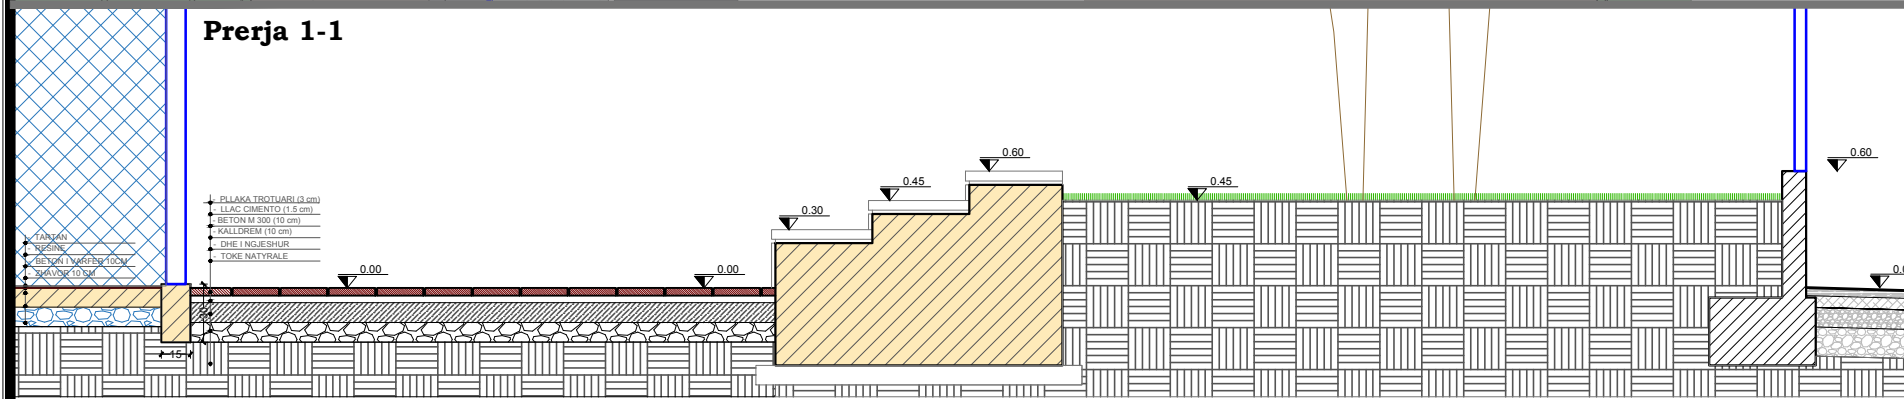 Prerja 1-1
0.60
0.60
0.45
0.45
0.30
- PLLAKA TROTUARI (3 cm)
- LLAC CIMENTO (1.5 cm)
- BETON M 300 (10 cm)
- KALLDREM (10 cm)
- DHE I NGJESHUR
- TOKE NATYRALE
- TARTAN
- RESINE
- BETON I VARFER 10CM
- ZHAVOR 10 CM
0.00
0.00
15